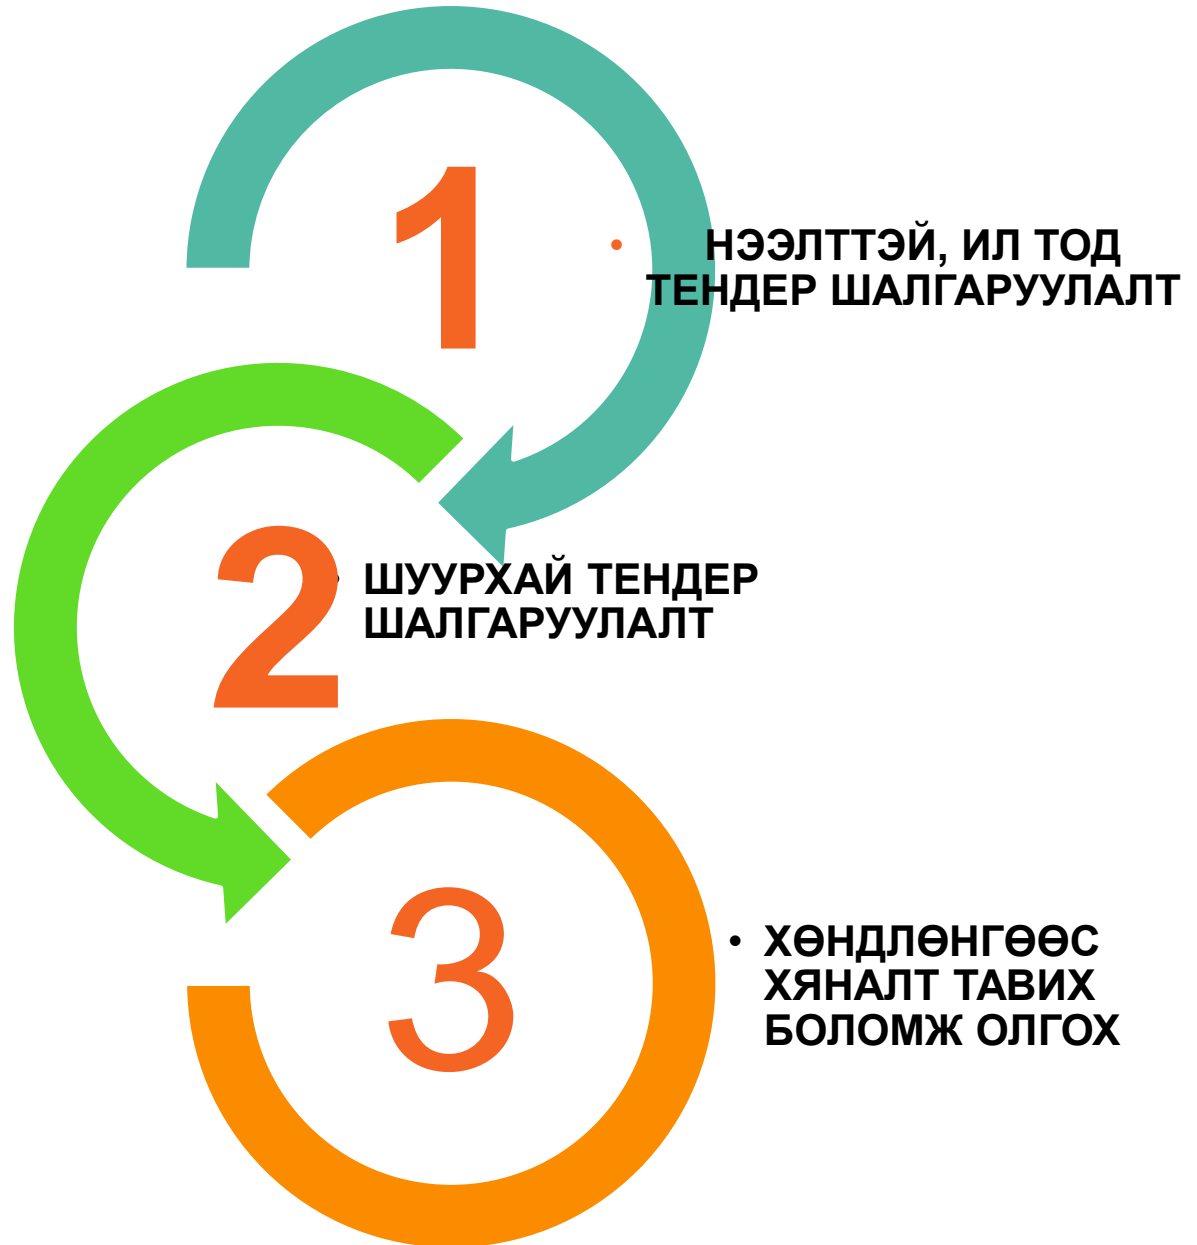 1
• НЭЭЛТТЭЙ, ИЛ ТОД
ТЕНДЕР ШАЛГАРУУЛАЛТ
2
• ШУУРХАЙ ТЕНДЕР
ШАЛГАРУУЛАЛТ
3
• ХӨНДЛӨНГӨӨС
ХЯНАЛТ ТАВИХ
БОЛОМЖ ОЛГОХ